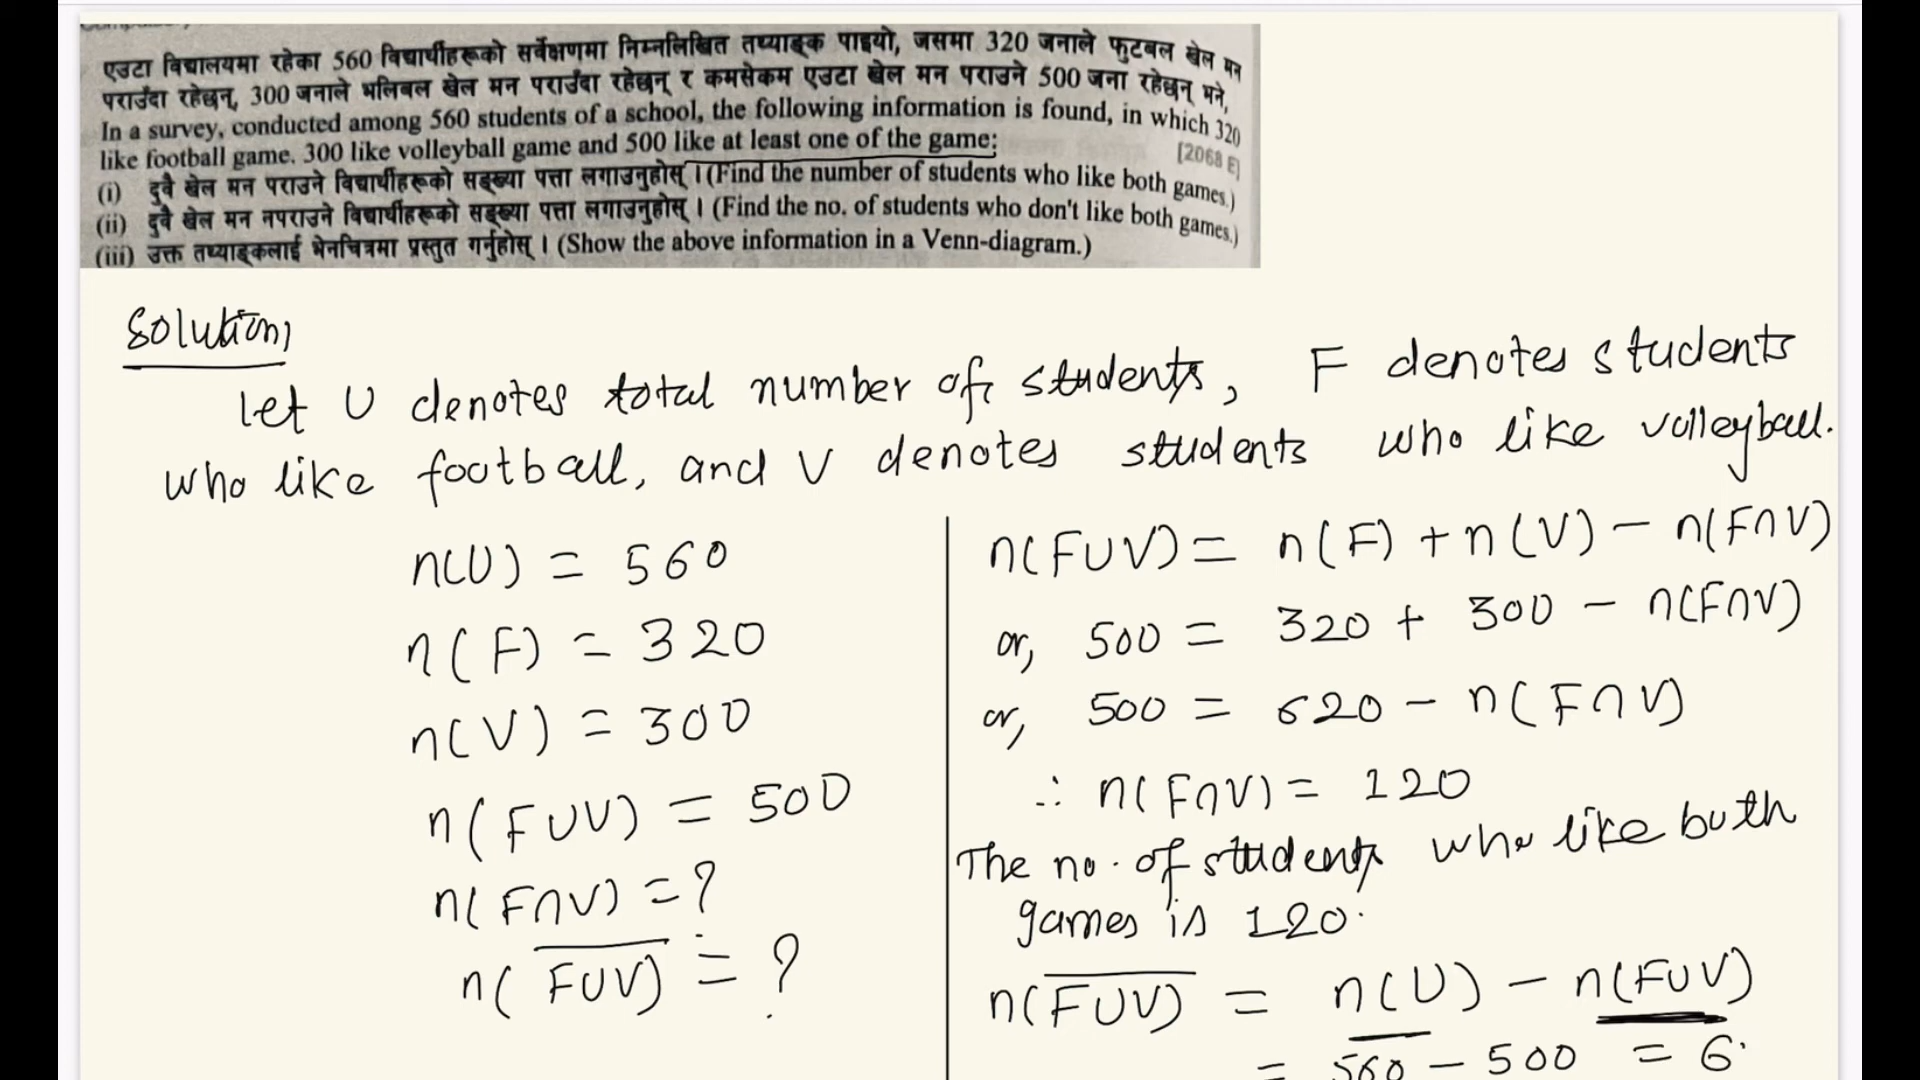 एउटा विद्यालयमा रहेका 560 विद्यार्थीहरूको सर्वेक्षणमा निम्नलिखित तथ्याङ्क पाइयो, जसमा 320 जनाले फुटबल खेल मन
पराउँदा रहेछन्, 300 जनाले भलिबल खेल मन पराउँदा रहेछन् र कमसेकम एउटा खेल मन पराउने 500 जना रहेछन् भने,
In a survey, conducted among 560 students of a school, the following information is found, in which 320
like football game. 300 like volleyball game and 500 like at least one of the game:
[2068 E]
(i) दुवै खेल मन पराउने विद्यार्थीहरूको सङ्ख्या पत्ता लगाउनुहोस् । (Find the number of students who like both games.)
(ii) दुवै खेल मन नपराउने विद्यार्थीहरूको सङ्ख्या पत्ता लगाउनुहोस् । (Find the no. of students who don't like both games.)
(iii) उक्त तथ्याङ्कलाई भेनचित्रमा प्रस्तुत गर्नुहोस् । (Show the above information in a Venn-diagram.)
Solution,
let U denotes total number of students, F denotes students
who like football, and V denotes students who like volleyball.
n(U) = 560
n(F) = 320
n(V) = 300
n(F∪V) = 500
n(F∩V) = ?
n(\overline{F∪V}) = ?
n(F∪V) = n(F) + n(V) − n(F∩V)
or, 500 = 320 + 300 − n(F∩V)
or, 500 = 620 − n(F∩V)
∴ n(F∩V) = 120
The no. of students who like both
games is 120.
n(\overline{F∪V}) = n(U) − n(F∪V)
= 560 − 500 = 6